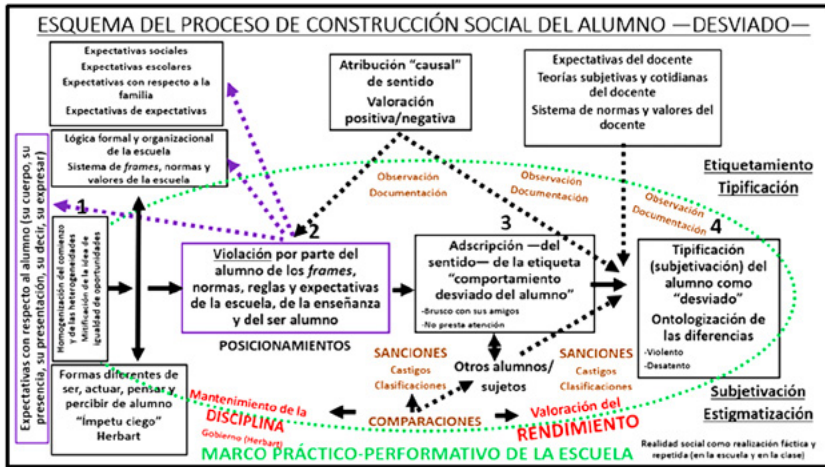 ESQUEMA DEL PROCESO DE CONSTRUCCIÓN SOCIAL DEL ALUMNO —DESVIADO—
Expectativas sociales
Expectativas escolares
Expectativas con respecto a la
familia
Expectativas de expectativas
Atribución “causal” de
sentido
Valoración
positiva/negativa
Expectativas del docente
Teorías subjetivas y cotidianas
del docente
Sistema de normas y valores del
docente
Lógica formal y organizacional de
la escuela
Sistema de frames, normas y
valores de la escuela
Expectativas con respecto al alumno (su cuerpo, su
presencia, su presentación, su decir, su expresar)
Observación
Documentación
Observación
Documentación
Observación
Documentación
Etiquetamiento
Tipificación
1
Homogenización del comienzo
y de las heterogeneidades
Mitificación de la idea de
Igualdad de oportunidades
2
Violación por parte del
alumno de los frames,
normas, reglas y expectativas
de la escuela, de la enseñanza
y del ser alumno
POSICIONAMIENTOS
3
Adscripción —del
sentido— de la etiqueta
“comportamiento
desviado del alumno”
-Brusco con sus amigos
-No presta atención
4
Tipificación
(subjetivación) del
alumno como
“desviado”
Ontologización de
las diferencias
-Violento
-Desatento
Formas diferentes de
ser, actuar, pensar y
percibir de alumno
“Ímpetu ciego”
Herbart
SANCIONES
Castigos
Clasificaciones
Otros alumnos/
sujetos
SANCIONES
Castigos
Clasificaciones
Subjetivación
Estigmatización
Mantenimiento de la
DISCIPLINA
Gobierno (Herbart)
COMPARACIONES
Valoración del
RENDIMIENTO
MARCO PRÁCTICO-PERFORMATIVO DE LA ESCUELA
Realidad social como realización fáctica y
repetida (en la escuela y en la clase)